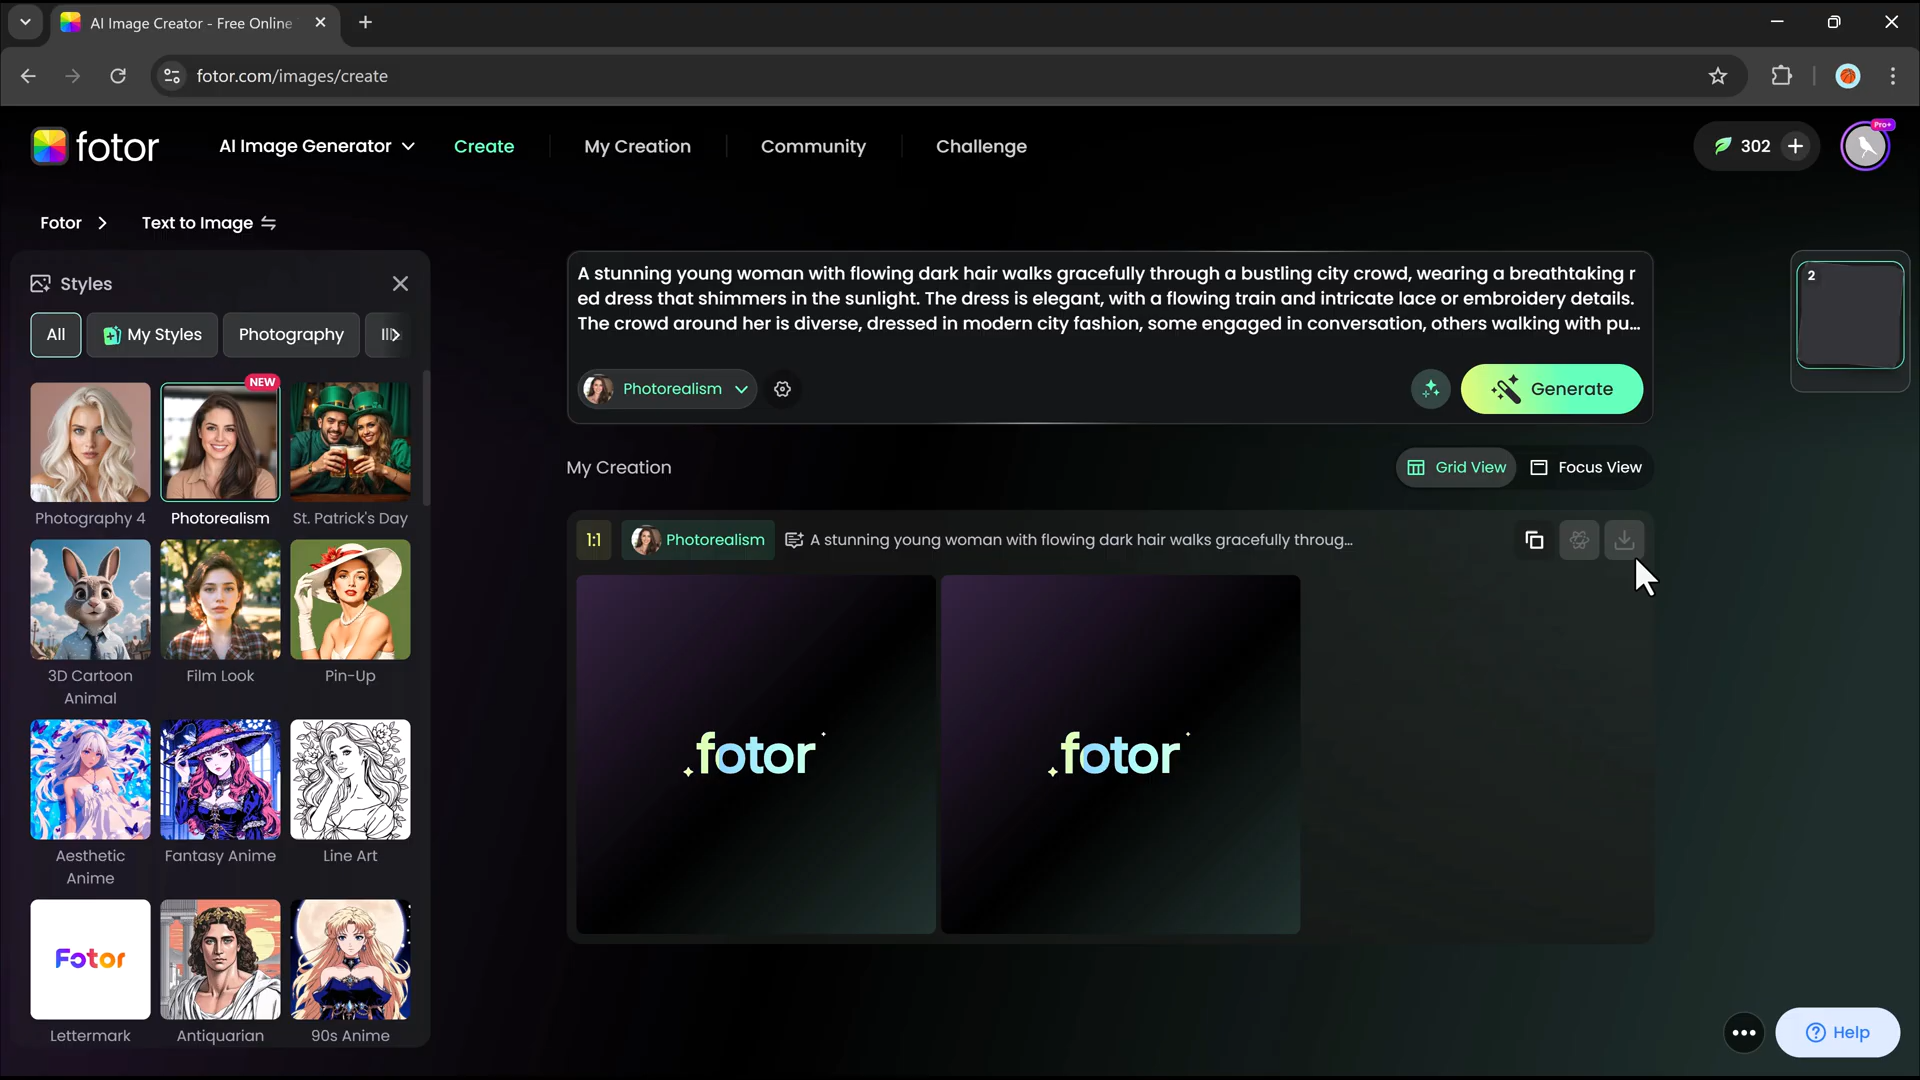 AI Image Creator - Free Online
fotor.com/images/create
fotor
AI Image Generator
Create
My Creation
Community
Challenge
302
Pro+
Fotor
Text to Image
Styles
All
My Styles
Photography
A stunning young woman with flowing dark hair walks gracefully through a bustling city crowd, wearing a breathtaking r
ed dress that shimmers in the sunlight. The dress is elegant, with a flowing train and intricate lace or embroidery details.
The crowd around her is diverse, dressed in modern city fashion, some engaged in conversation, others walking with pu...
2
Photorealism
Generate
NEW
Photography 4
Photorealism
St. Patrick's Day
My Creation
Grid View
Focus View
1:1
Photorealism
A stunning young woman with flowing dark hair walks gracefully throug...
3D Cartoon
Animal
Film Look
Pin-Up
fotor
fotor
Aesthetic
Anime
Fantasy Anime
Line Art
Fotor
Lettermark
Antiquarian
90s Anime
Help